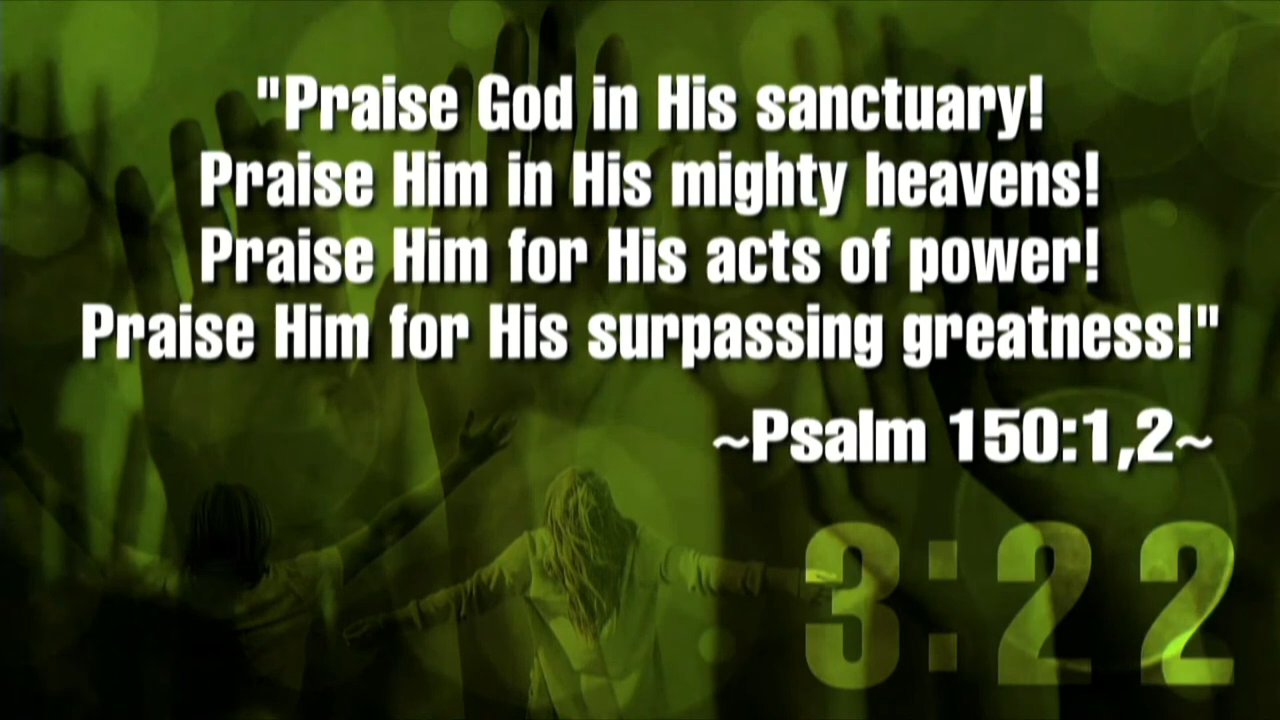 "Praise God in His sanctuary!
Praise Him in His mighty heavens!
Praise Him for His acts of power!
Praise Him for His surpassing greatness!"
~Psalm 150:1,2~
3:22